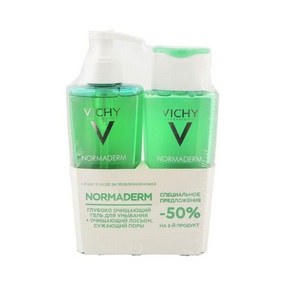 VICHY
V
NORMADERM
VICHY
LABORATOIRES
V
NORMADERM
NORMADERM
ГЛУБОКО ОЧИЩАЮЩИЙ
ГЕЛЬ ДЛЯ УМЫВАНИЯ
+ ОЧИЩАЮЩИЙ ЛОСЬОН,
СУЖАЮЩИЙ ПОРЫ
СПЕЦИАЛЬНОЕ
ПРЕДЛОЖЕНИЕ
-50%
НА 2-Й ПРОДУКТ